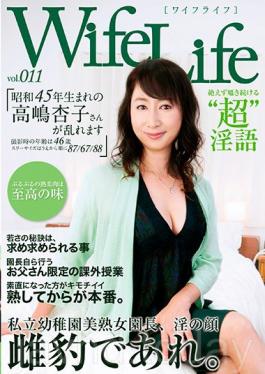 [ワイフライフ]
WifeLife
vol.011
「昭和45年生まれの
高嶋杏子さん
が乱れます
撮影時の年齢は46歳
スリーサイズはうえから順に87/67/88
絶えず囁き続ける
“超”
淫語
ぷるぷるの熟美肉は
至高の味
若さの秘訣は、
求め求められる事
園長自ら行う
お父さん限定の課外授業
素直になった方がキモチイイ
熟してからが本番。
私立幼稚園美熟女園長、淫の顔
雌豹であれ。